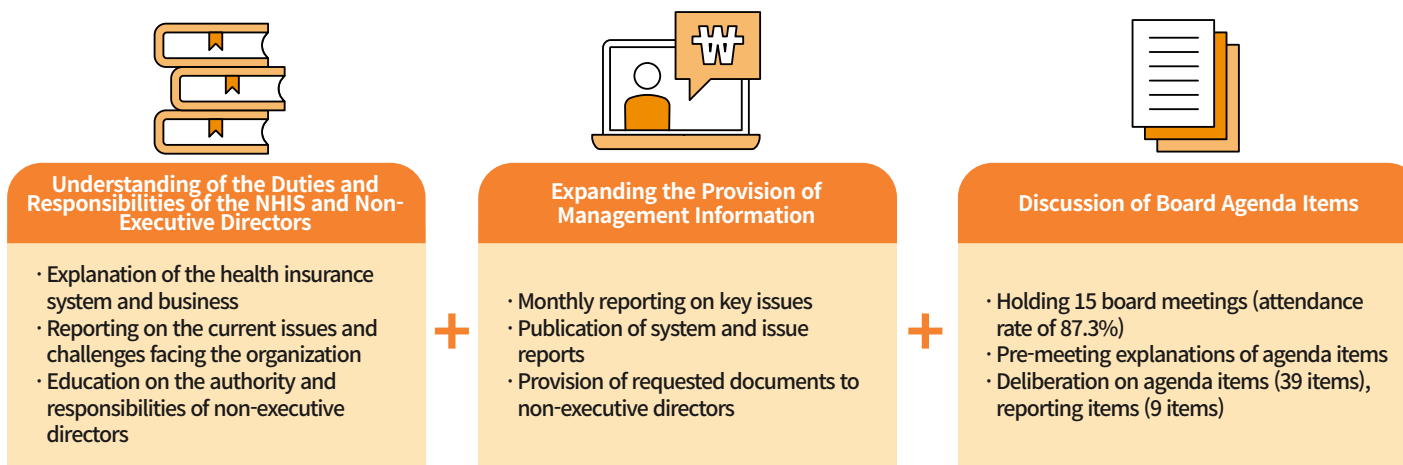 ₩
Understanding of the Duties and
Responsibilities of the NHIS and Non-
Executive Directors
· Explanation of the health insurance
system and business
· Reporting on the current issues and
challenges facing the organization
· Education on the authority and
responsibilities of non-executive
directors
+
Expanding the Provision of
Management Information
· Monthly reporting on key issues
· Publication of system and issue
reports
· Provision of requested documents to
non-executive directors
+
Discussion of Board Agenda Items
· Holding 15 board meetings (attendance
rate of 87.3%)
· Pre-meeting explanations of agenda items
· Deliberation on agenda items (39 items),
reporting items (9 items)